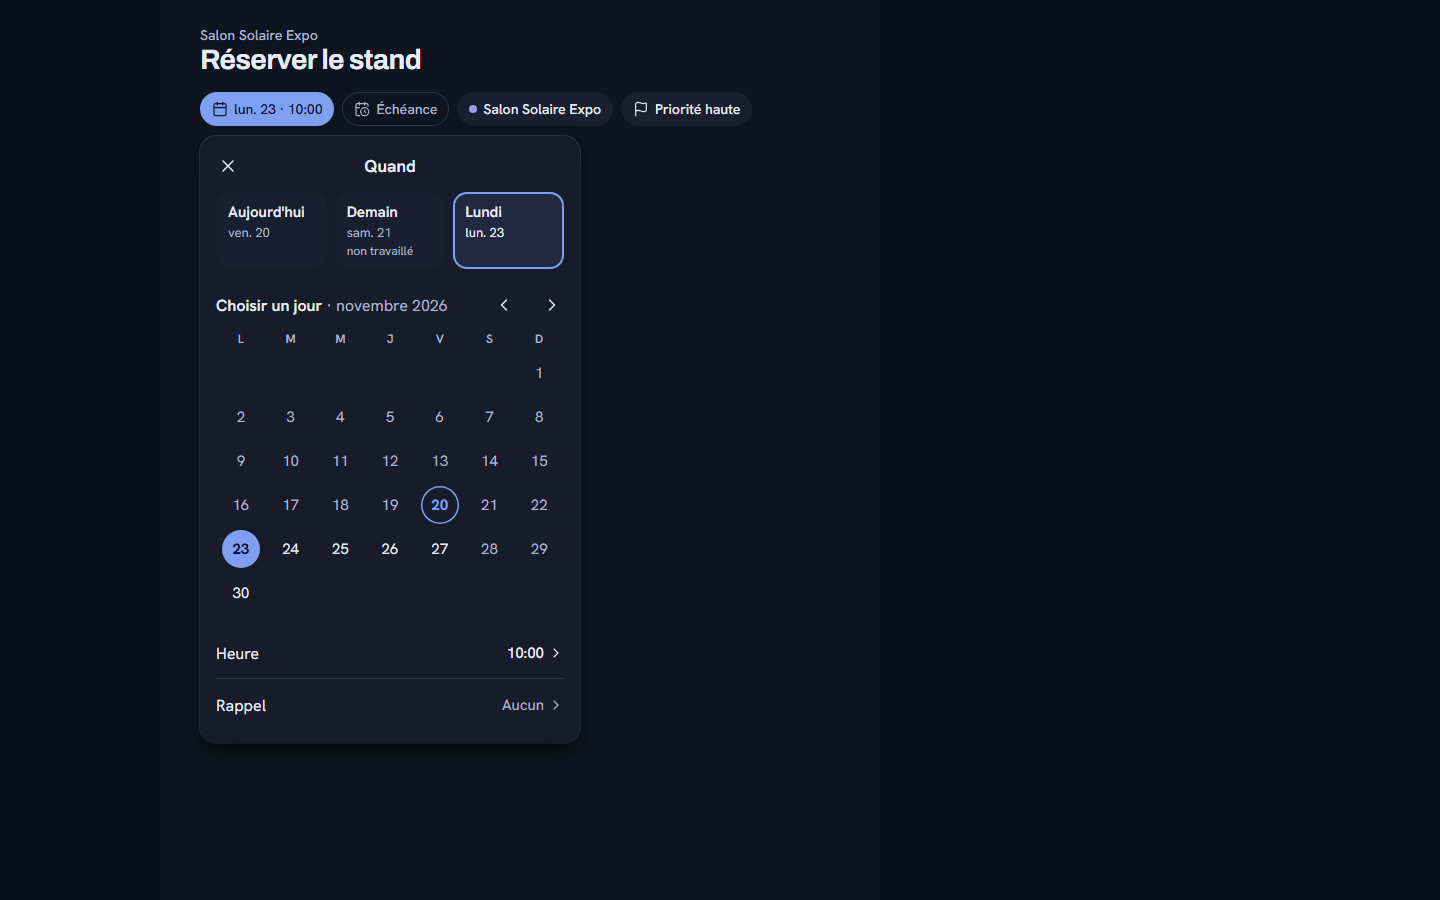 Salon Solaire Expo
Réserver le stand
lun. 23 · 10:00 Échéance Salon Solaire Expo Priorité haute
Quand
Aujourd'hui Demain Lundi
ven. 20 sam. 21 lun. 23
non travaillé
Choisir un jour · novembre 2026
L M M J V S D
1
2 3 4 5 6 7 8
9 10 11 12 13 14 15
16 17 18 19 20 21 22
23 24 25 26 27 28 29
30
Heure 10:00
Rappel Aucun